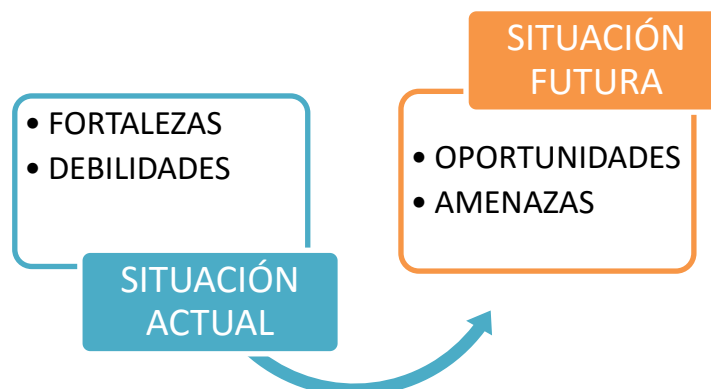 • FORTALEZAS
• DEBILIDADES
SITUACIÓN
ACTUAL
SITUACIÓN
FUTURA
• OPORTUNIDADES
• AMENAZAS